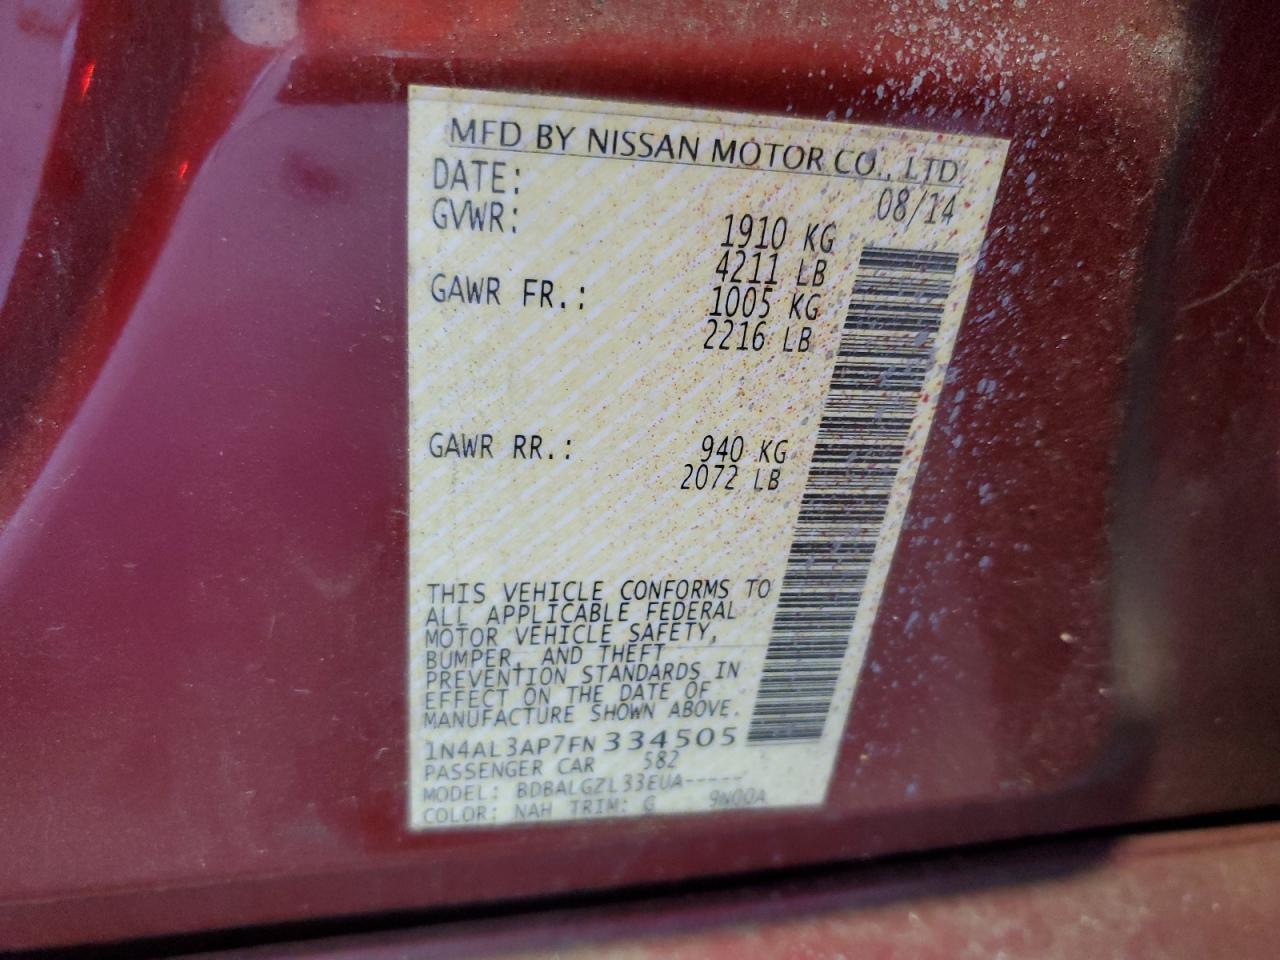 MFD BY NISSAN MOTOR CO., LTD.
DATE: 08/14
GVWR: 1910 KG
4211 LB
GAWR FR.: 1005 KG
2216 LB
GAWR RR.: 940 KG
2072 LB
THIS VEHICLE CONFORMS TO
ALL APPLICABLE FEDERAL
MOTOR VEHICLE SAFETY,
BUMPER, AND THEFT
PREVENTION STANDARDS IN
EFFECT ON THE DATE OF
MANUFACTURE SHOWN ABOVE.
1N4AL3AP7FN334505
PASSENGER CAR 582
MODEL: BDBALGZL33EUA-----
COLOR: NAH TRIM: G 9N00A